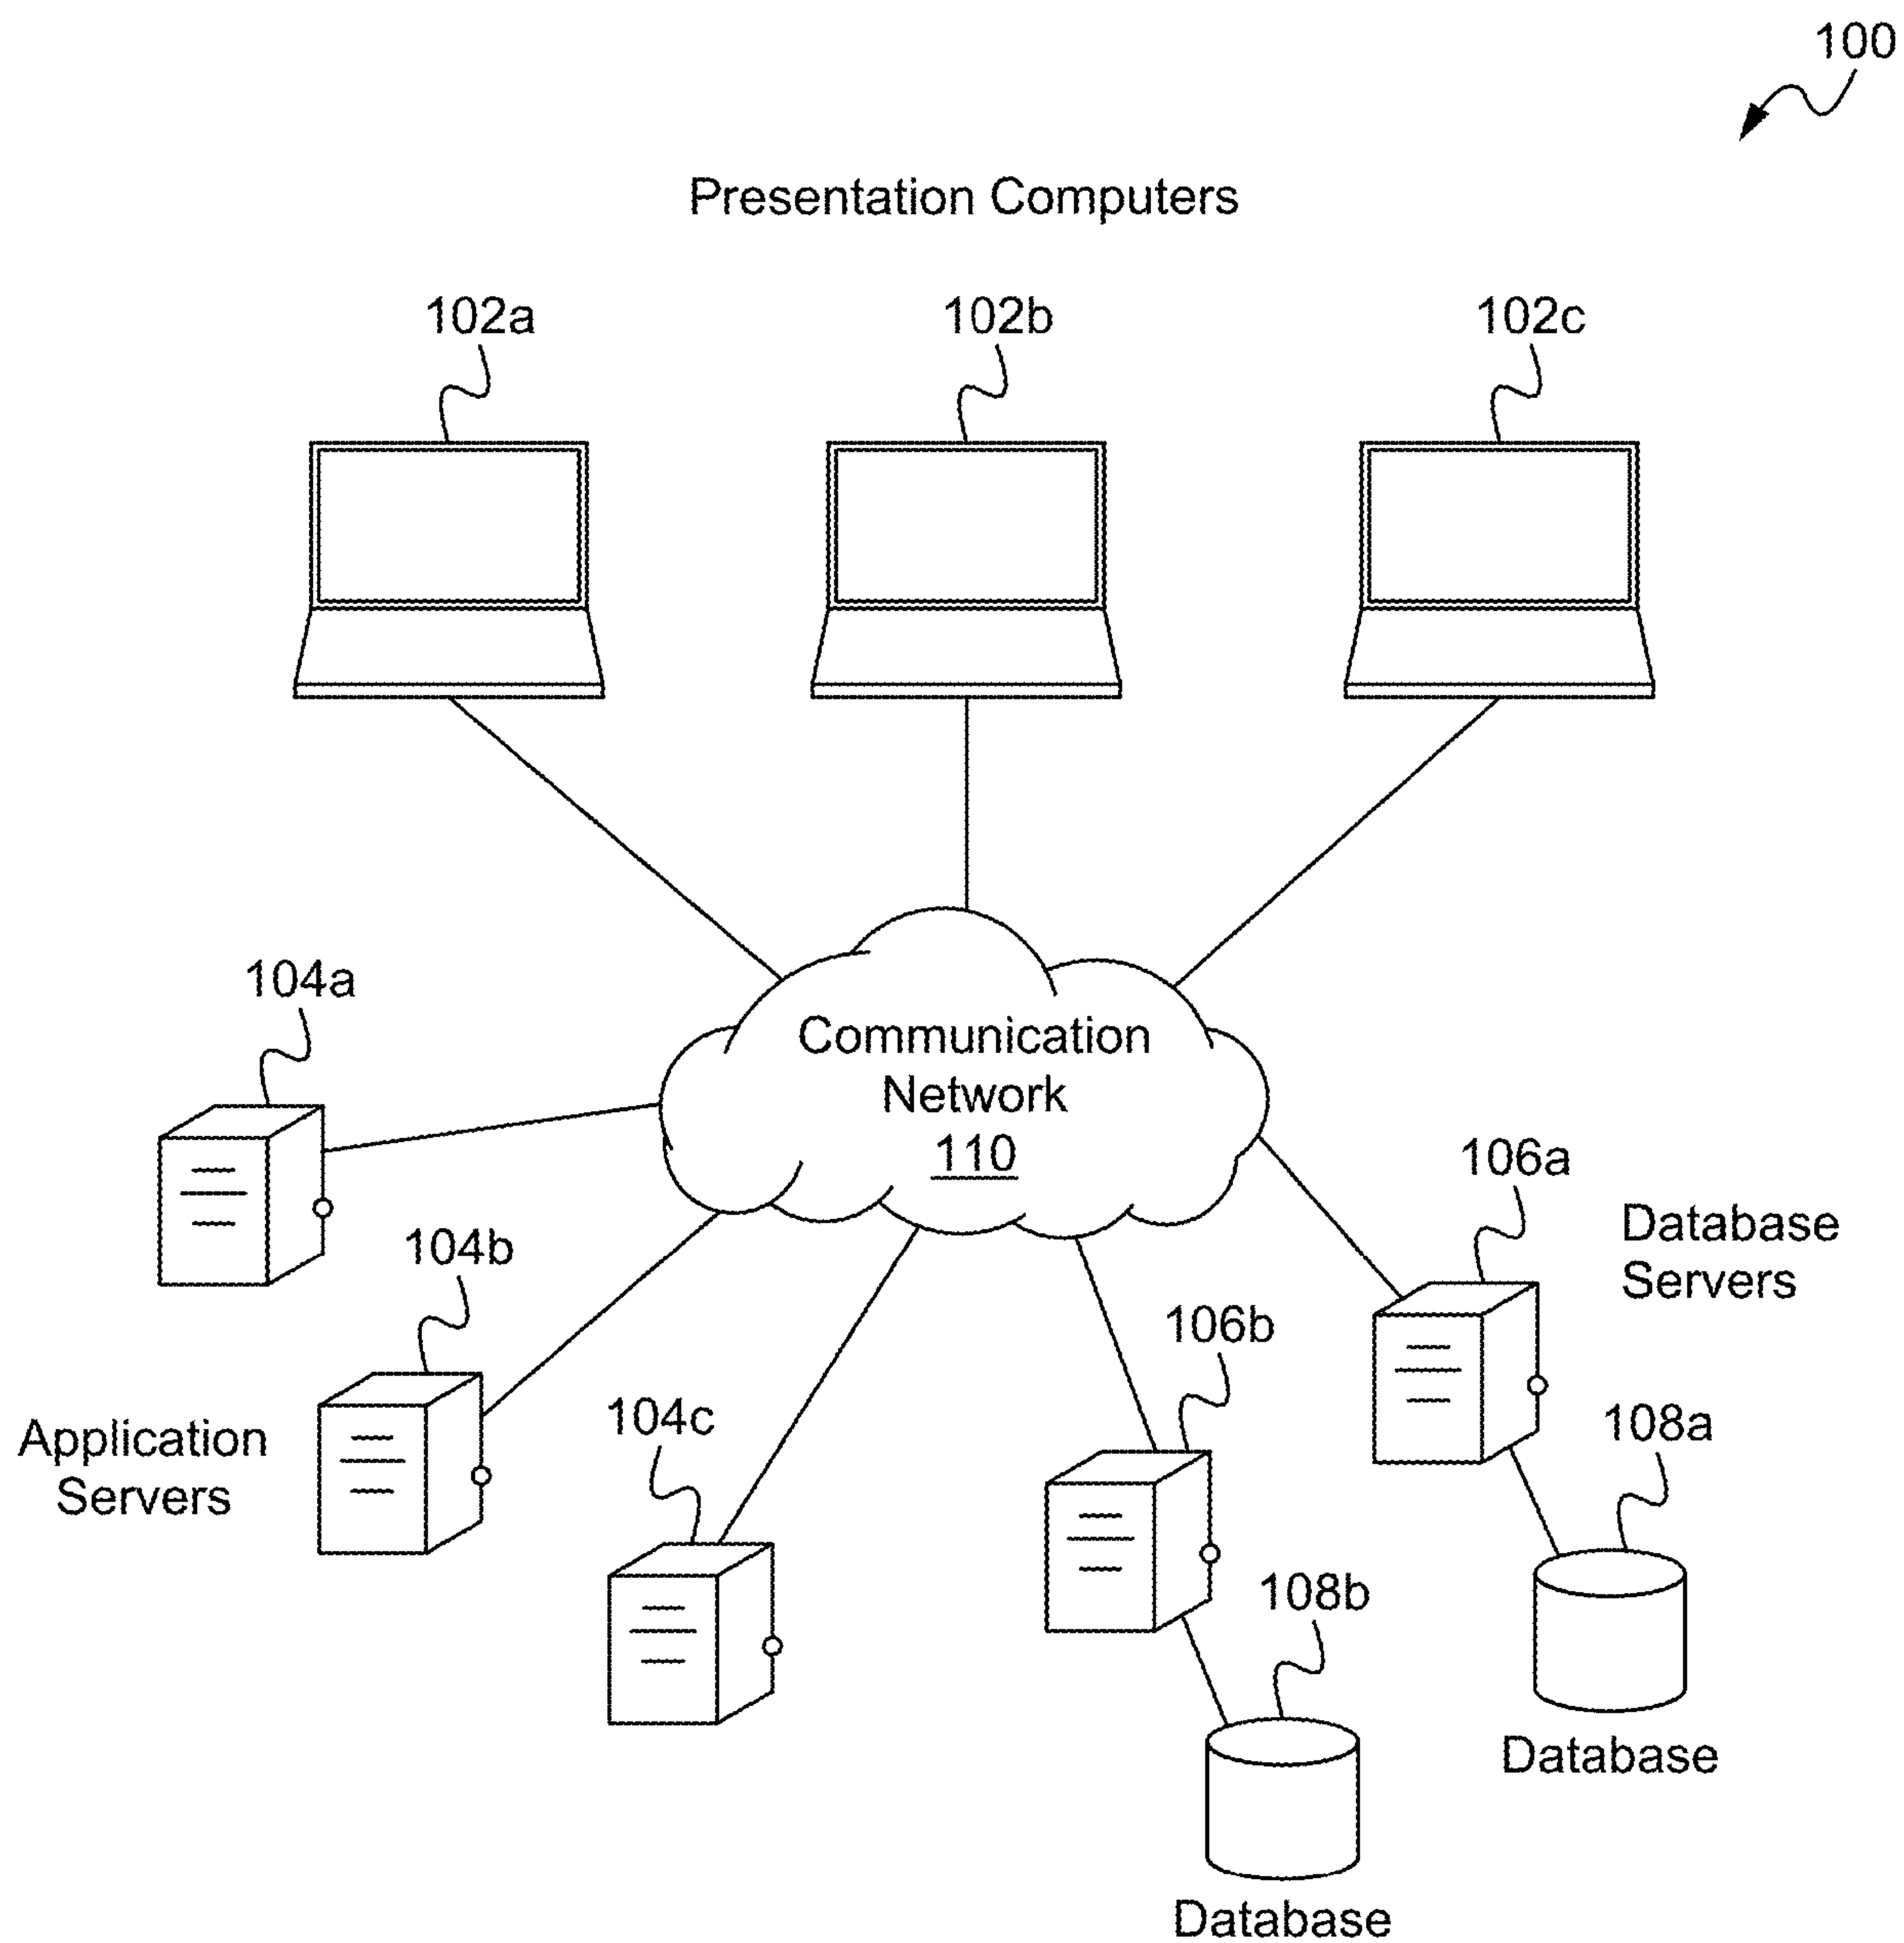 100
Presentation Computers
102a
102b
102c
104a
Communication
Network
110
106a
Database
Servers
104b
106b
104c
108a
Application
Servers
108b
Database
Database